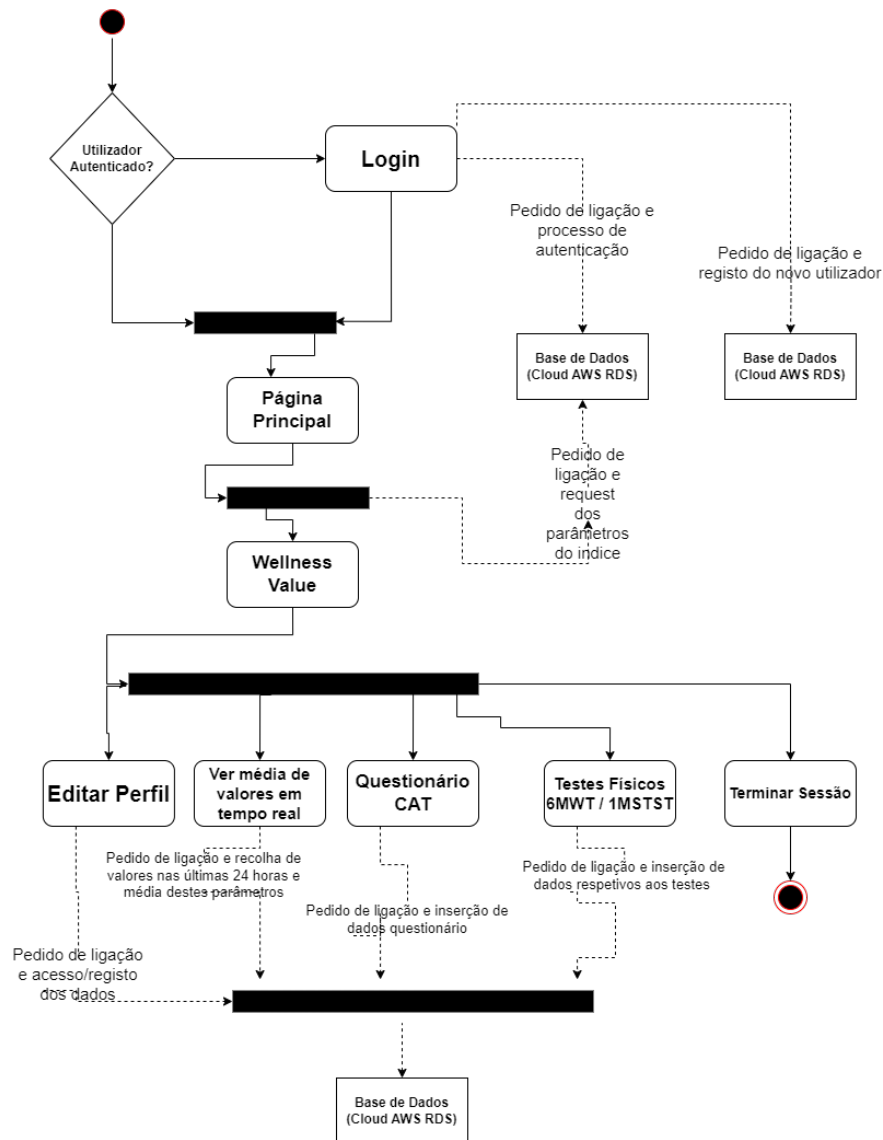 Utilizador
Autenticado?
Login
Pedido de ligação e
processo de
autenticação
Pedido de ligação e
registo do novo utilizador
Base de Dados
(Cloud AWS RDS)
Base de Dados
(Cloud AWS RDS)
Página
Principal
Pedido de
ligação e
request
dos
parâmetros
do indice
Wellness
Value
Editar Perfil
Ver média de
valores em
tempo real
Questionário
CAT
Testes Físicos
6MWT / 1MSTST
Terminar Sessão
Pedido de ligação e recolha de
valores nas últimas 24 horas e
média destes parâmetros
Pedido de ligação e inserção de
dados respetivos aos testes
Pedido de ligação e inserção de
dados questionário
Pedido de ligação
e acesso/registo
dos dados
Base de Dados
(Cloud AWS RDS)